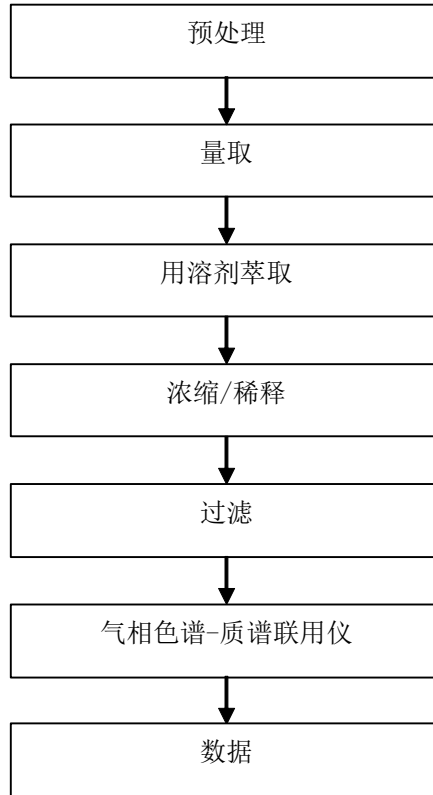 预处理
量取
用溶剂萃取
浓缩/稀释
过滤
气相色谱-质谱联用仪
数据